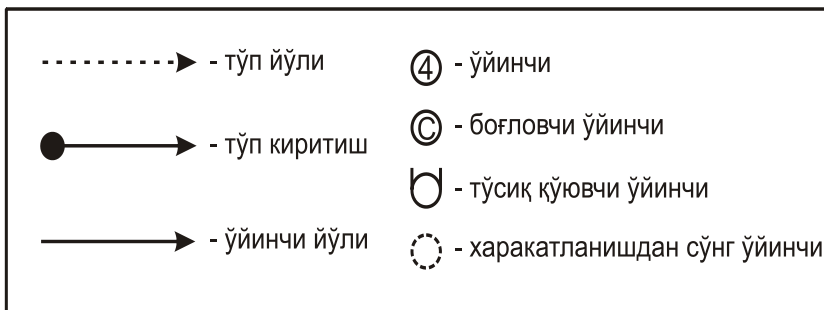 - тўп йўли
- тўп киритиш
- ўйинчи йўли
4 - ўйинчи
C - боғловчи ўйинчи
- тўсиқ қўювчи ўйинчи
- харакатланишдан сўнг ўйинчи